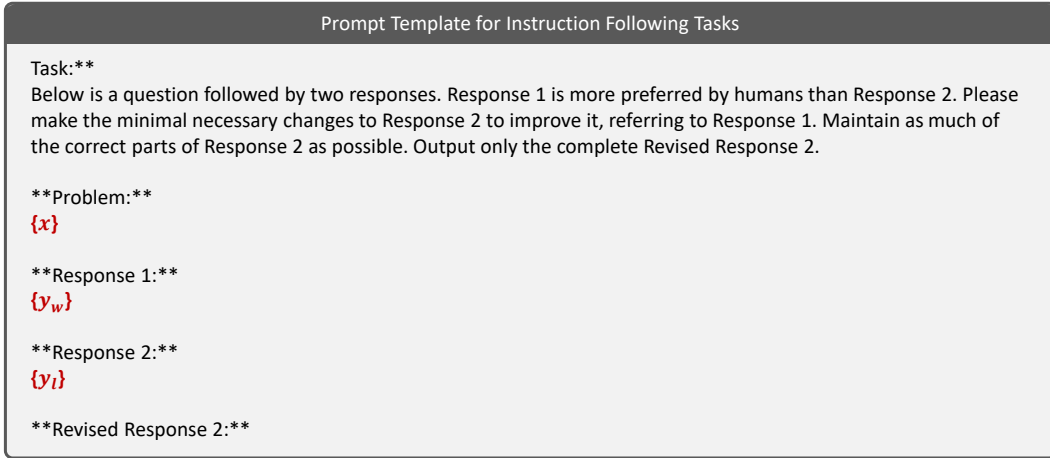 Prompt Template for Instruction Following Tasks
Task:**
Below is a question followed by two responses. Response 1 is more preferred by humans than Response 2. Please
make the minimal necessary changes to Response 2 to improve it, referring to Response 1. Maintain as much of
the correct parts of Response 2 as possible. Output only the complete Revised Response 2.
**Problem:**
{x}
**Response 1:**
{y_w}
**Response 2:**
{y_l}
**Revised Response 2:**